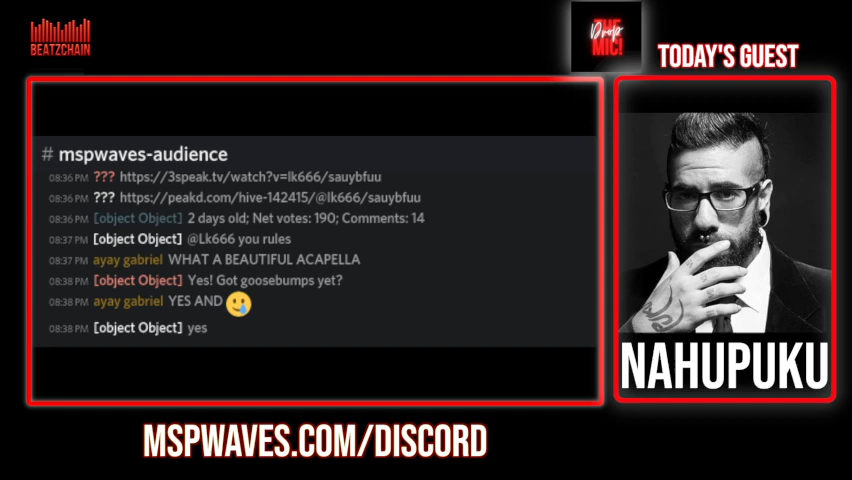 BEATZCHAIN
THE
Drop
MIC!
TODAY'S GUEST
# mspwaves-audience
08:36 PM ??? https://3speak.tv/watch?v=lk666/sauybfuu
08:36 PM ??? https://peakd.com/hive-142415/@lk666/sauybfuu
08:36 PM [object Object] 2 days old; Net votes: 190; Comments: 14
08:37 PM [object Object] @Lk666 you rules
08:37 PM ayay gabriel WHAT A BEAUTIFUL ACAPELLA
08:38 PM [object Object] Yes! Got goosebumps yet?
08:38 PM ayay gabriel YES AND 🥲
08:38 PM [object Object] yes
NAHUPUKU
MSPWAVES.COM/DISCORD